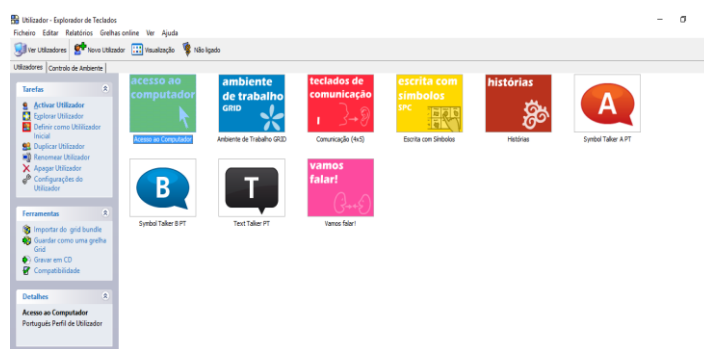 Utilizador - Explorador de Teclados
Ficheiro Editar Relatórios Grelhas online Ver Ajuda
Ver Utilizadores Novo Utilizador Visualização Não ligado
Utilizadores Controlo de Ambiente
Tarefas
Activar Utilizador
Explorar Utilizador
Definir como Utilizador
Inicial
Duplicar Utilizador
Renomear Utilizador
Apagar Utilizador
Configurações do
Utilizador
Ferramentas
Importar do grid bundle
Guardar como uma grelha
Grid
Gravar em CD
Compatibilidade
Detalhes
Acesso ao Computador
Português Perfil de Utilizador
acesso ao
computador
Acesso ao Computador
ambiente
de trabalho
GRID
Ambiente de Trabalho GRID
teclados de
comunicação
Comunicação (4x5)
escrita com
símbolos
SPC
Escrita com Símbolos
histórias
Histórias
A
Symbol Talker A PT
B
Symbol Talker B PT
T
Text Talker PT
vamos
falar!
Vamos falar!